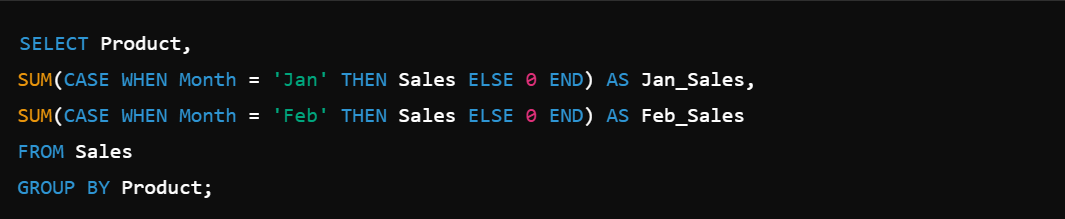 SELECT Product,
SUM(CASE WHEN Month = 'Jan' THEN Sales ELSE 0 END) AS Jan_Sales,
SUM(CASE WHEN Month = 'Feb' THEN Sales ELSE 0 END) AS Feb_Sales
FROM Sales
GROUP BY Product;